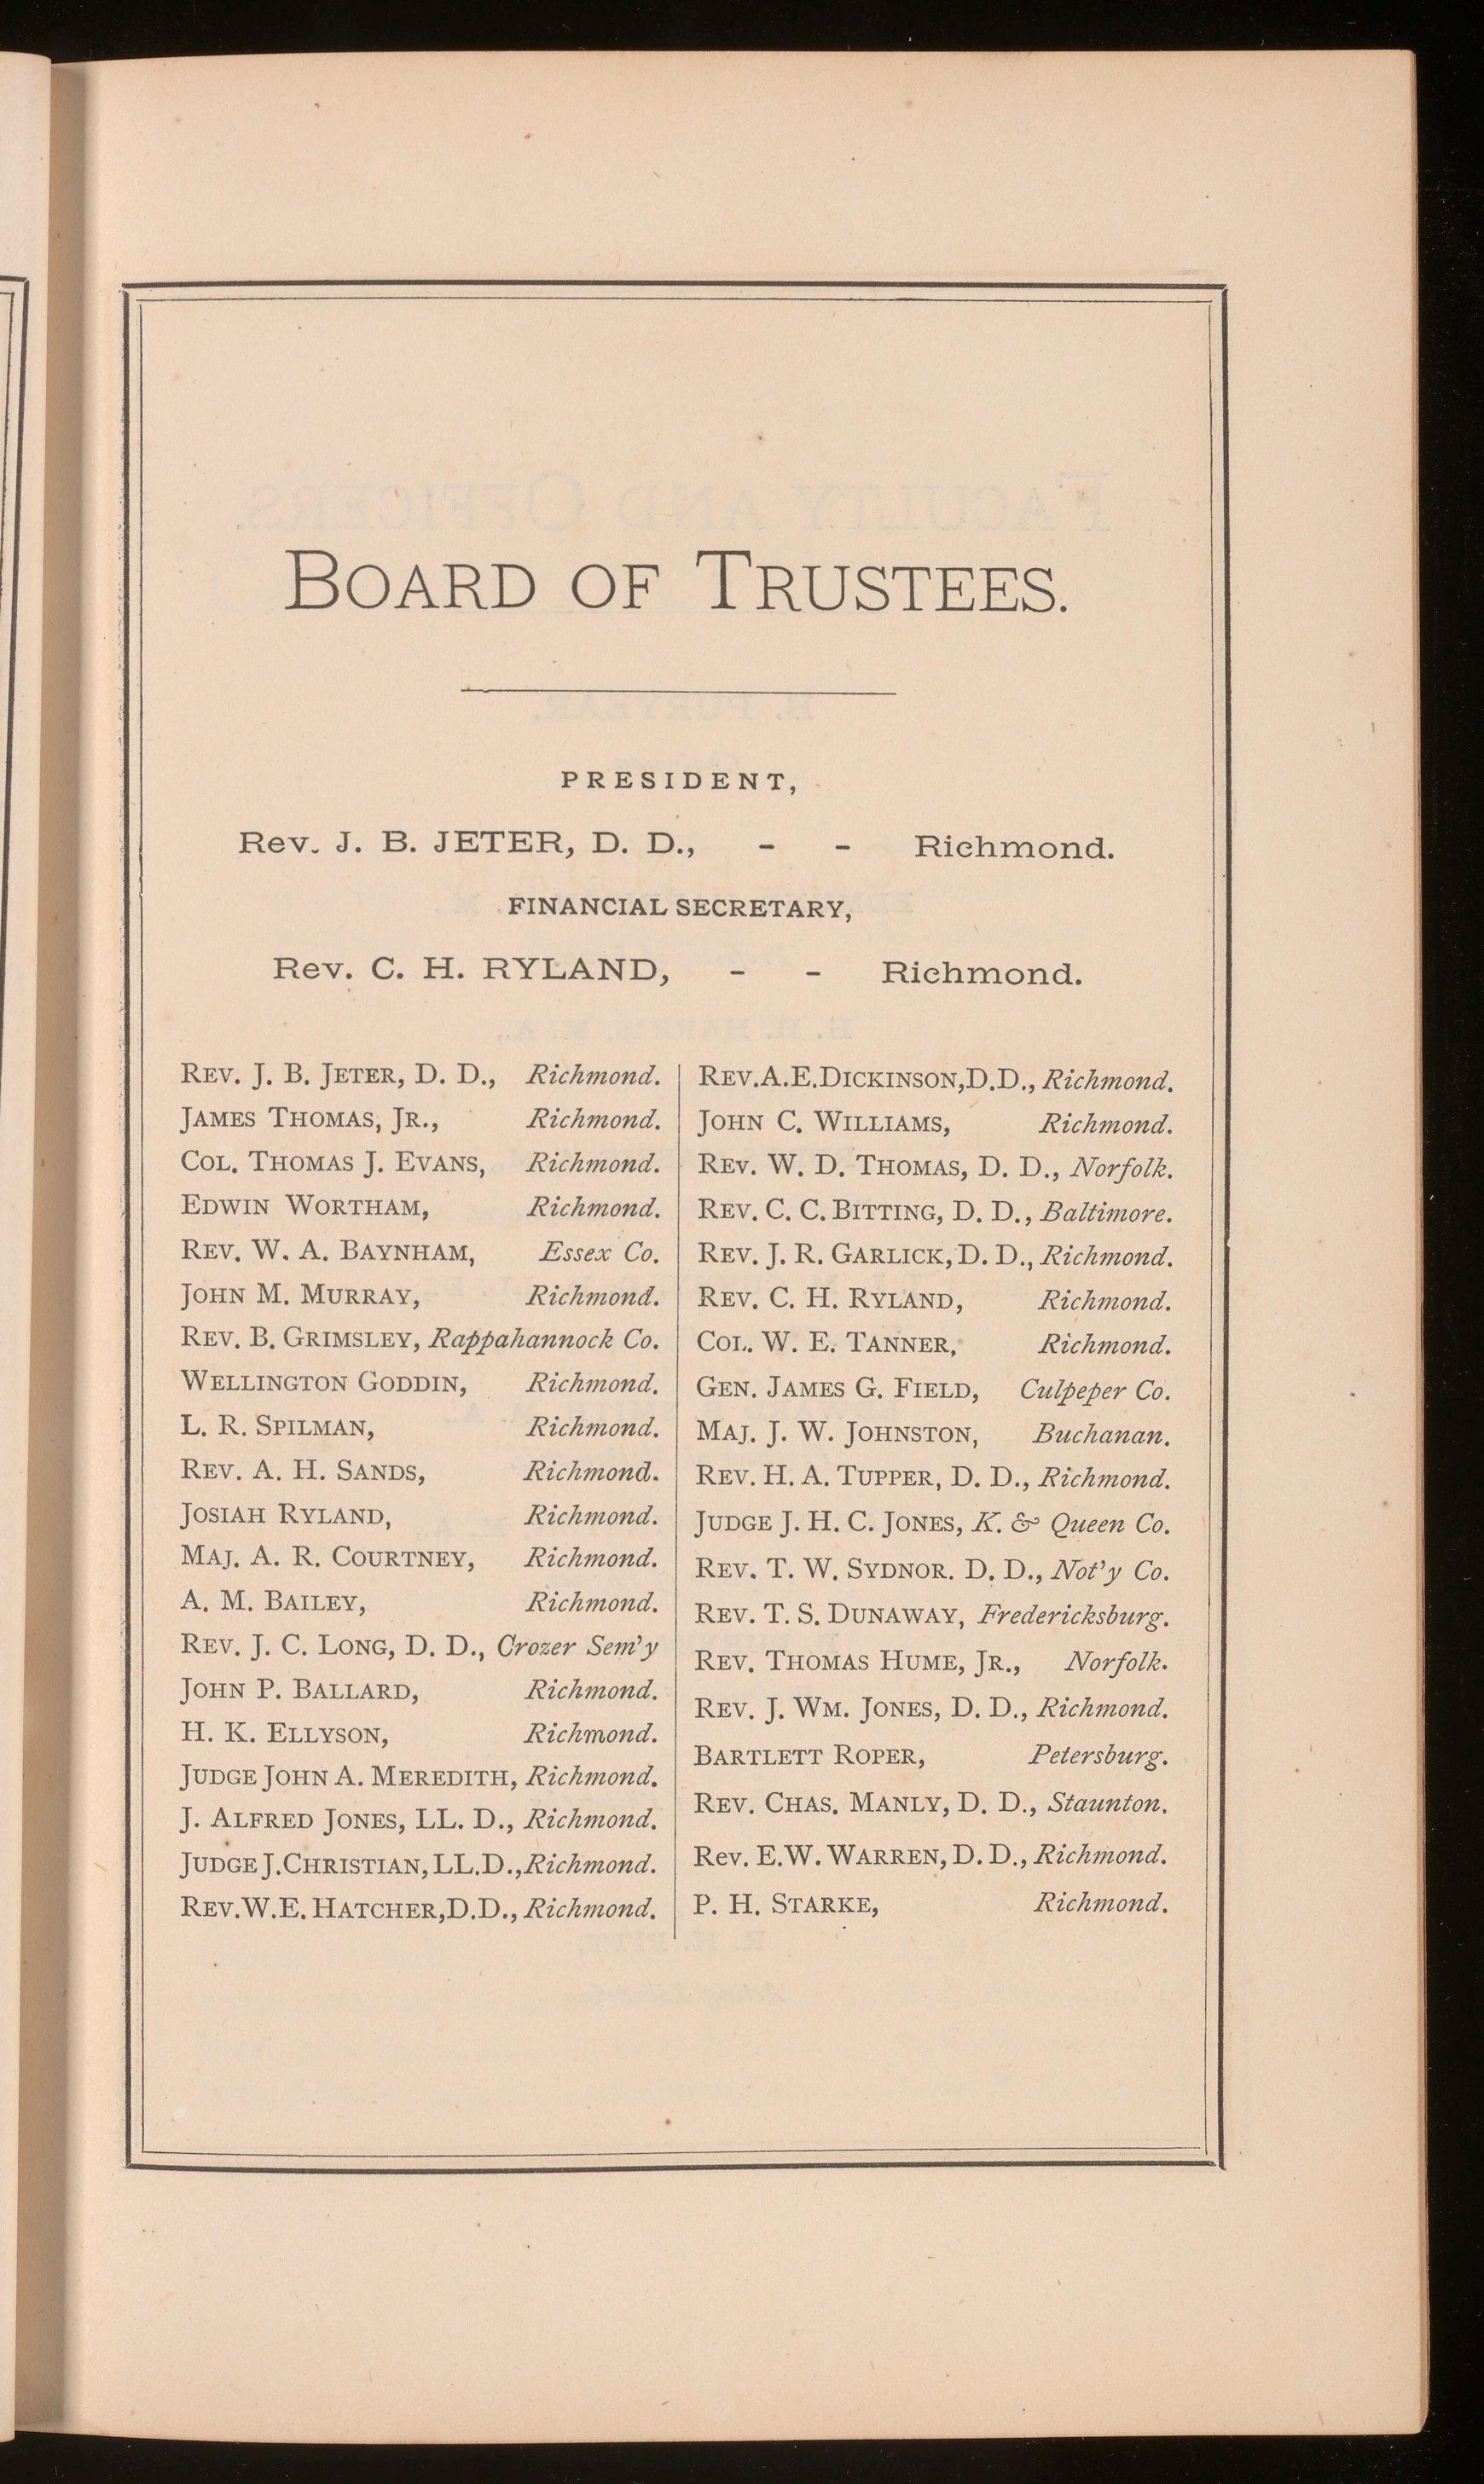 BOARD OF TRUSTEES.
PRESIDENT,
Rev. J. B. JETER, D. D., - - Richmond.
FINANCIAL SECRETARY,
Rev. C. H. RYLAND, - - Richmond.
REV. J. B. JETER, D. D., Richmond.
JAMES THOMAS, JR., Richmond.
COL. THOMAS J. EVANS, Richmond.
EDWIN WORTHAM, Richmond.
REV. W. A. BAYNHAM, Essex Co.
JOHN M. MURRAY, Richmond.
REV. B. GRIMSLEY, Rappahannock Co.
WELLINGTON GODDIN, Richmond.
L. R. SPILMAN, Richmond.
REV. A. H. SANDS, Richmond.
JOSIAH RYLAND, Richmond.
MAJ. A. R. COURTNEY, Richmond.
A. M. BAILEY, Richmond.
REV. J. C. LONG, D. D., Crozer Sem'y
JOHN P. BALLARD, Richmond.
H. K. ELLYSON, Richmond.
JUDGE JOHN A. MEREDITH, Richmond.
J. ALFRED JONES, LL. D., Richmond.
JUDGE J. CHRISTIAN, LL.D., Richmond.
REV. W. E. HATCHER, D.D., Richmond.
REV. A. E. DICKINSON, D.D., Richmond.
JOHN C. WILLIAMS, Richmond.
REV. W. D. THOMAS, D. D., Norfolk.
REV. C. C. BITTING, D. D., Baltimore.
REV. J. R. GARLICK, D. D., Richmond.
REV. C. H. RYLAND, Richmond.
COL. W. E. TANNER, Richmond.
GEN. JAMES G. FIELD, Culpeper Co.
MAJ. J. W. JOHNSTON, Buchanan.
REV. H. A. TUPPER, D. D., Richmond.
JUDGE J. H. C. JONES, K. & Queen Co.
REV. T. W. SYDNOR. D. D., Not'y Co.
REV. T. S. DUNAWAY, Fredericksburg.
REV. THOMAS HUME, JR., Norfolk.
REV. J. WM. JONES, D. D., Richmond.
BARTLETT ROPER, Petersburg.
REV. CHAS. MANLY, D. D., Staunton.
Rev. E. W. WARREN, D. D., Richmond.
P. H. STARKE, Richmond.